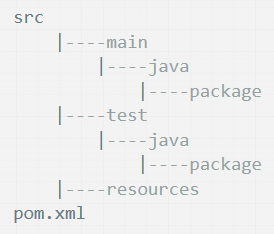 src
|----main
|----java
|----package
|----test
|----java
|----package
|----resources
pom.xml